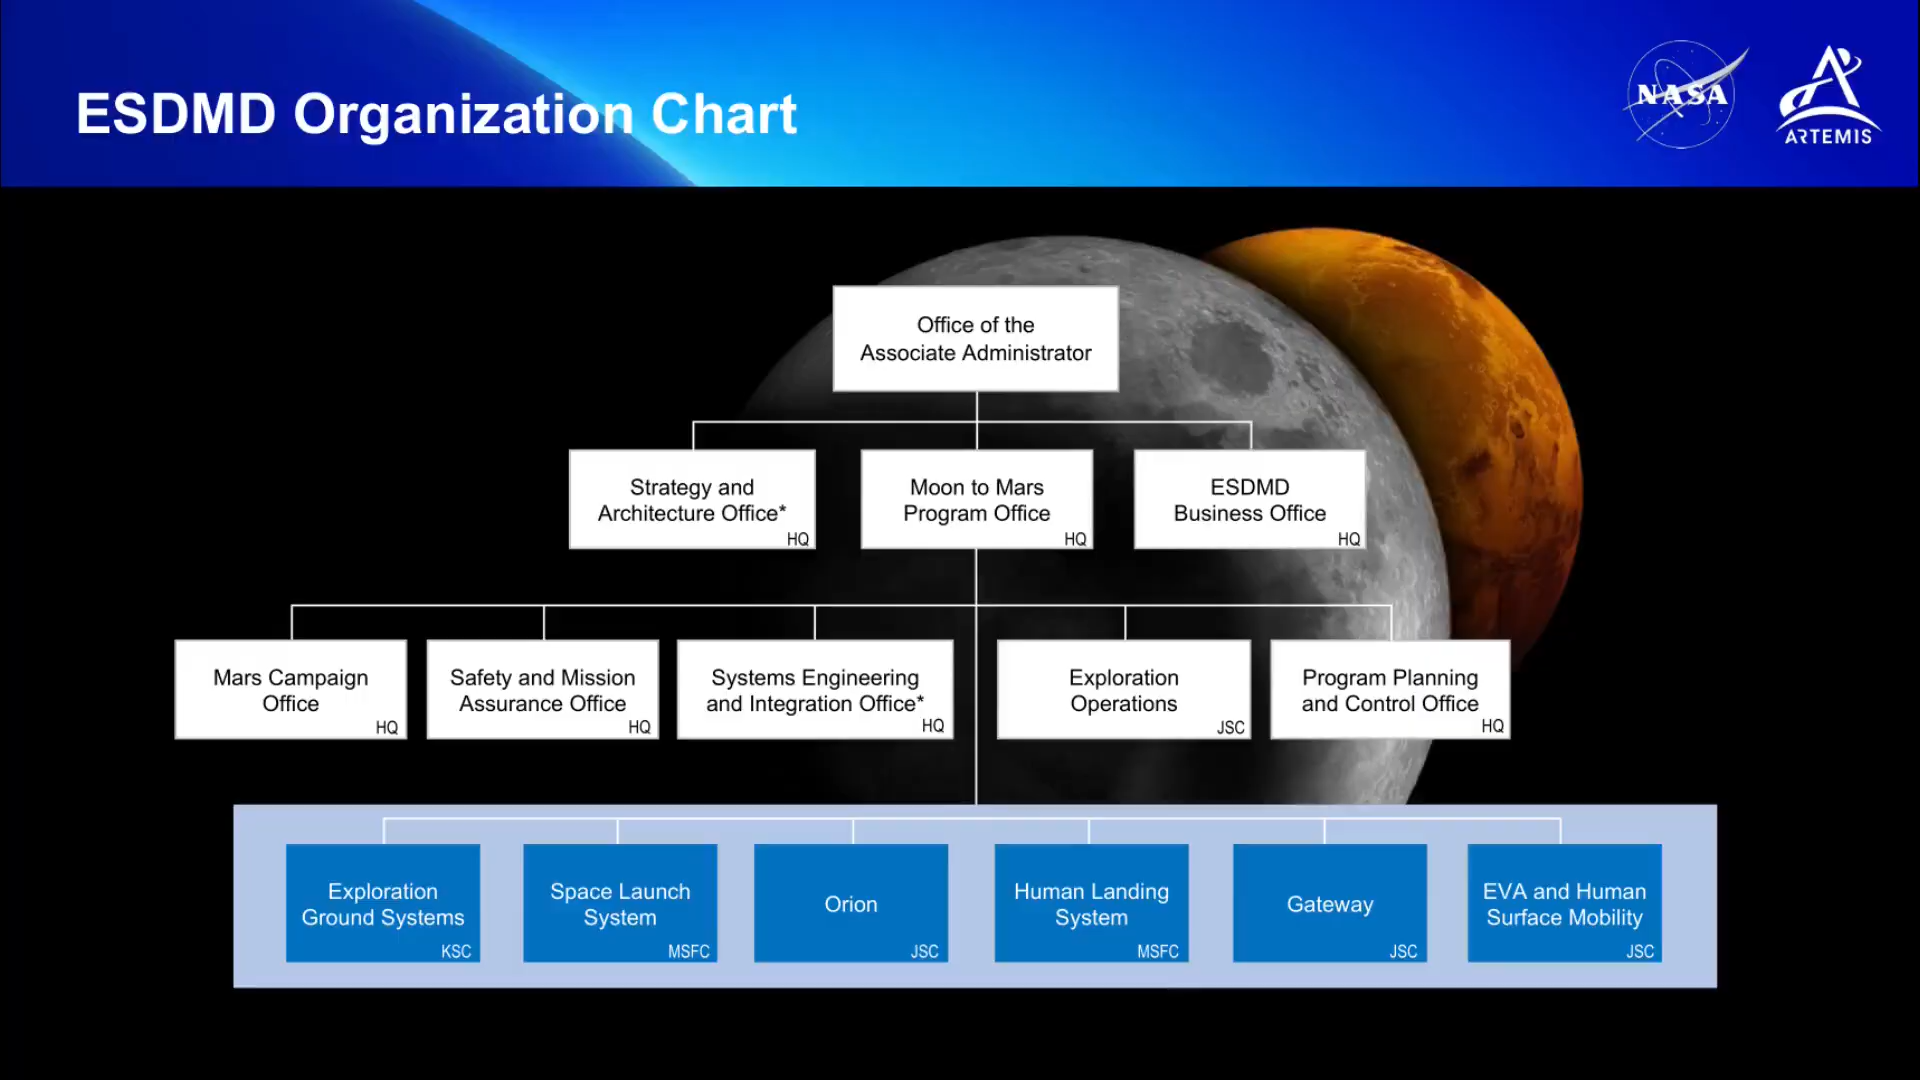 ESDMD Organization Chart
NASA
ARTEMIS
Office of the
Associate Administrator
Strategy and
Architecture Office*
HQ
Moon to Mars
Program Office
HQ
ESDMD
Business Office
HQ
Mars Campaign
Office
HQ
Safety and Mission
Assurance Office
HQ
Systems Engineering
and Integration Office*
HQ
Exploration
Operations
JSC
Program Planning
and Control Office
HQ
Exploration
Ground Systems
KSC
Space Launch
System
MSFC
Orion
JSC
Human Landing
System
MSFC
Gateway
JSC
EVA and Human
Surface Mobility
JSC